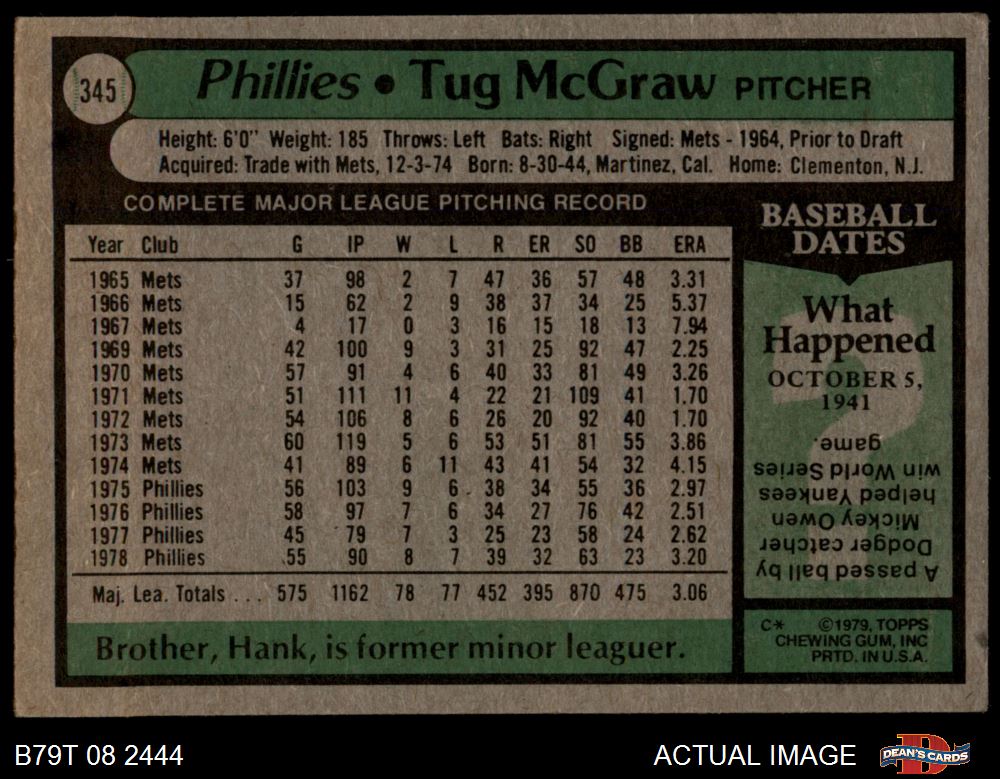 345
Phillies • Tug McGraw PITCHER
Height: 6'0" Weight: 185 Throws: Left Bats: Right Signed: Mets - 1964, Prior to Draft
Acquired: Trade with Mets, 12-3-74 Born: 8-30-44, Martinez, Cal. Home: Clementon, N.J.
COMPLETE MAJOR LEAGUE PITCHING RECORD
Year Club G IP W L R ER SO BB ERA
1965 Mets 37 98 2 7 47 36 57 48 3.31
1966 Mets 15 62 2 9 38 37 34 25 5.37
1967 Mets 4 17 0 3 16 15 18 13 7.94
1969 Mets 42 100 9 3 31 25 92 47 2.25
1970 Mets 57 91 4 6 40 33 81 49 3.26
1971 Mets 51 111 11 4 22 21 109 41 1.70
1972 Mets 54 106 8 6 26 20 92 40 1.70
1973 Mets 60 119 5 6 53 51 81 55 3.86
1974 Mets 41 89 6 11 43 41 54 32 4.15
1975 Phillies 56 103 9 6 38 34 55 36 2.97
1976 Phillies 58 97 7 6 34 27 76 42 2.51
1977 Phillies 45 79 7 3 25 23 58 24 2.62
1978 Phillies 55 90 8 7 39 32 63 23 3.20
Maj. Lea. Totals . . . 575 1162 78 77 452 395 870 475 3.06
Brother, Hank, is former minor leaguer.
BASEBALL
DATES
What
Happened
OCTOBER 5,
1941
A passed ball by
Dodger catcher
Mickey Owen
helped Yankees
win World Series
game.
C* ©1979, TOPPS
CHEWING GUM, INC
PRTD. IN U.S.A.
B79T 08 2444
ACTUAL IMAGE
DEAN'S CARDS